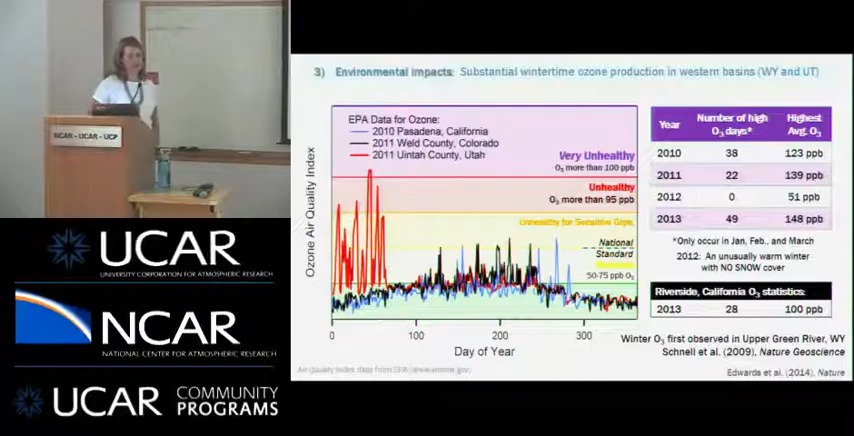 NCAR - UCAR - UCP
UCAR
UNIVERSITY CORPORATION FOR ATMOSPHERIC RESEARCH
NCAR
NATIONAL CENTER FOR ATMOSPHERIC RESEARCH
UCAR COMMUNITY PROGRAMS
3) Environmental Impacts: Substantial wintertime ozone production in western basins (WY and UT)
EPA Data for Ozone:
2010 Pasadena, California
2011 Weld County, Colorado
2011 Uintah County, Utah
Very Unhealthy
O₃ more than 100 ppb
Unhealthy
O₃ more than 95 ppb
Unhealthy for Sensitive Grps.
National
Standard
50-75 ppb O₃
Ozone Air Quality Index
0 100 200 300
Day of Year
Year Number of high O₃ days* Highest Avg. O₃
2010 38 123 ppb
2011 22 139 ppb
2012 0 51 ppb
2013 49 148 ppb
*Only occur in Jan, Feb., and March
2012: An unusually warm winter
with NO SNOW cover
Riverside, California O₃ statistics:
2013 28 100 ppb
Winter O₃ first observed in Upper Green River, WY
Schnell et al. (2009), Nature Geoscience
Air Quality Index data from EPA
Edwards et al. (2014), Nature